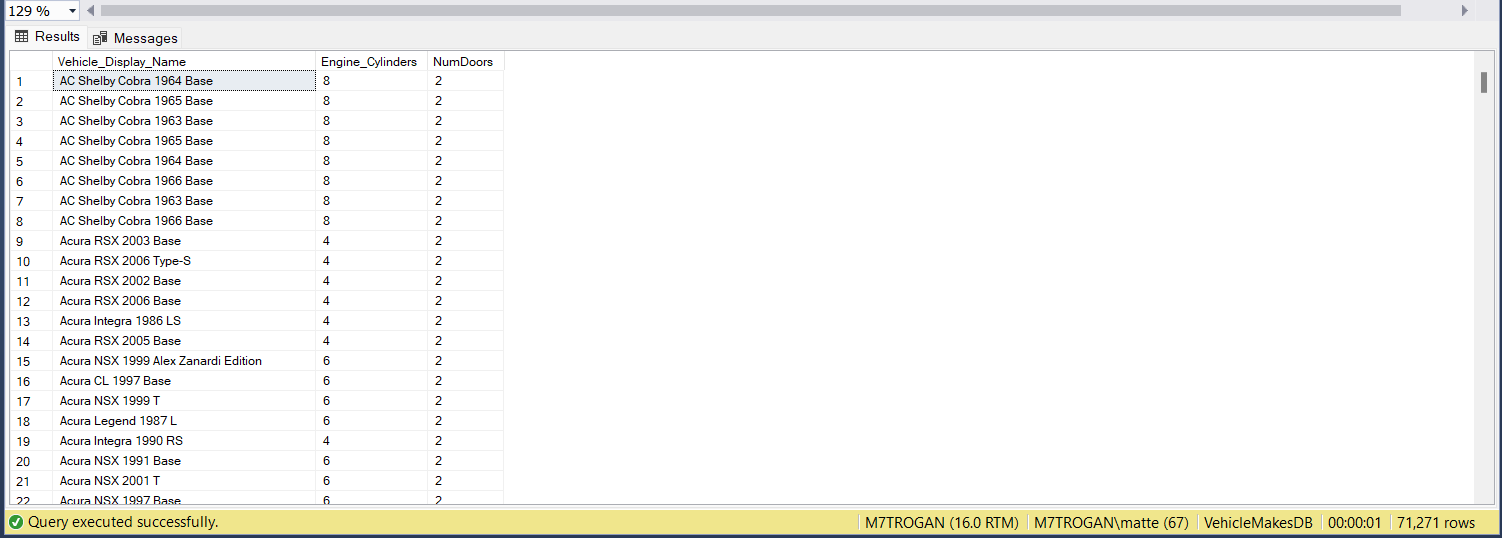 129 %
Results Messages
Vehicle_Display_Name Engine_Cylinders NumDoors
1 AC Shelby Cobra 1964 Base 8 2
2 AC Shelby Cobra 1965 Base 8 2
3 AC Shelby Cobra 1963 Base 8 2
4 AC Shelby Cobra 1965 Base 8 2
5 AC Shelby Cobra 1964 Base 8 2
6 AC Shelby Cobra 1966 Base 8 2
7 AC Shelby Cobra 1963 Base 8 2
8 AC Shelby Cobra 1966 Base 8 2
9 Acura RSX 2003 Base 4 2
10 Acura RSX 2006 Type-S 4 2
11 Acura RSX 2002 Base 4 2
12 Acura RSX 2006 Base 4 2
13 Acura Integra 1986 LS 4 2
14 Acura RSX 2005 Base 4 2
15 Acura NSX 1999 Alex Zanardi Edition 6 2
16 Acura CL 1997 Base 6 2
17 Acura NSX 1999 T 6 2
18 Acura Legend 1987 L 6 2
19 Acura Integra 1990 RS 4 2
20 Acura NSX 1991 Base 6 2
21 Acura NSX 2001 T 6 2
22 Acura NSX 1997 Base 6 2
Query executed successfully. M7TROGAN (16.0 RTM) M7TROGAN\matte (67) VehicleMakesDB 00:00:01 71,271 rows